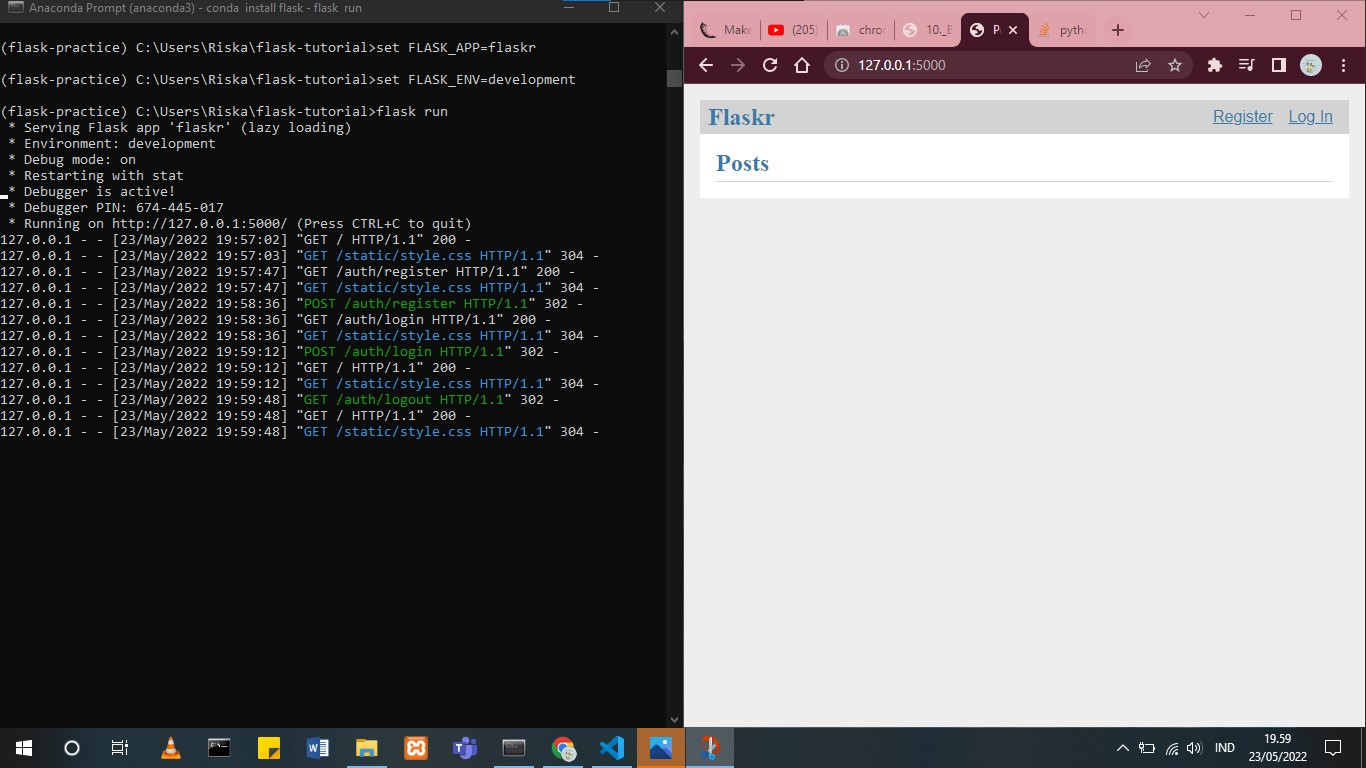 Anaconda Prompt (anaconda3) - conda install flask - flask run
(flask-practice) C:\Users\Riska\flask-tutorial>set FLASK_APP=flaskr
(flask-practice) C:\Users\Riska\flask-tutorial>set FLASK_ENV=development
(flask-practice) C:\Users\Riska\flask-tutorial>flask run
* Serving Flask app 'flaskr' (lazy loading)
* Environment: development
* Debug mode: on
* Restarting with stat
* Debugger is active!
* Debugger PIN: 674-445-017
* Running on http://127.0.0.1:5000/ (Press CTRL+C to quit)
127.0.0.1 - - [23/May/2022 19:57:02] "GET / HTTP/1.1" 200 -
127.0.0.1 - - [23/May/2022 19:57:03] "GET /static/style.css HTTP/1.1" 304 -
127.0.0.1 - - [23/May/2022 19:57:47] "GET /auth/register HTTP/1.1" 200 -
127.0.0.1 - - [23/May/2022 19:57:47] "GET /static/style.css HTTP/1.1" 304 -
127.0.0.1 - - [23/May/2022 19:58:36] "POST /auth/register HTTP/1.1" 302 -
127.0.0.1 - - [23/May/2022 19:58:36] "GET /auth/login HTTP/1.1" 200 -
127.0.0.1 - - [23/May/2022 19:58:36] "GET /static/style.css HTTP/1.1" 304 -
127.0.0.1 - - [23/May/2022 19:59:12] "POST /auth/login HTTP/1.1" 302 -
127.0.0.1 - - [23/May/2022 19:59:12] "GET / HTTP/1.1" 200 -
127.0.0.1 - - [23/May/2022 19:59:12] "GET /static/style.css HTTP/1.1" 304 -
127.0.0.1 - - [23/May/2022 19:59:48] "GET /auth/logout HTTP/1.1" 302 -
127.0.0.1 - - [23/May/2022 19:59:48] "GET / HTTP/1.1" 200 -
127.0.0.1 - - [23/May/2022 19:59:48] "GET /static/style.css HTTP/1.1" 304 -
Make (205) chro 10._E P pyth
127.0.0.1:5000
Flaskr Register Log In
Posts
IND 19.59
23/05/2022